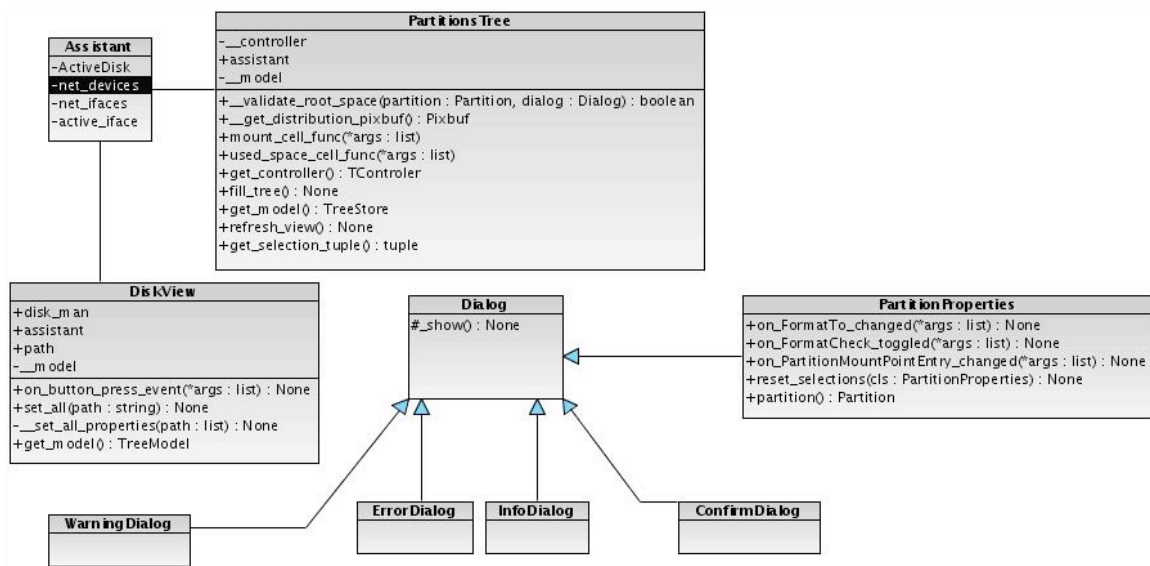 Assistant
-ActiveDisk
-net_devices
-net_ifaces
-active_iface
PartitionsTree
-__controller
+assistant
-__model
+__validate_root_space(partition : Partition, dialog : Dialog) : boolean
+__get_distribution_pixbuf() : Pixbuf
+mount_cell_func(*args : list)
+used_space_cell_func(*args : list)
+get_controller() : TControler
+fill_tree() : None
+get_model() : TreeStore
+refresh_view() : None
+get_selection_tuple() : tuple
DiskView
+disk_man
+assistant
+path
-__model
+on_button_press_event(*args : list) : None
+set_all(path : string) : None
-__set_all_properties(path : list) : None
+get_model() : TreeModel
Dialog
#_show() : None
PartitionProperties
+on_FormatTo_changed(*args : list) : None
+on_FormatCheck_toggled(*args : list) : None
+on_PartitionMountPointEntry_changed(*args : list) : None
+reset_selections(cls : PartitionProperties) : None
+partition() : Partition
WarningDialog
ErrorDialog
InfoDialog
ConfirmDialog